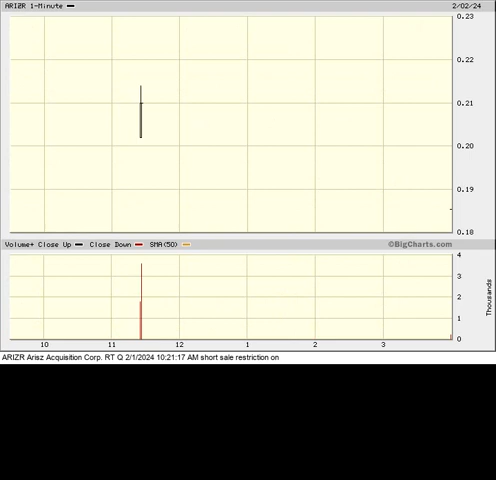 ARIZR 1-Minute 2/02/24
0.23
0.22
0.21
0.20
0.19
0.18
Volume+ Close Up Close Down SMA(50) ©BigCharts.com
4
3
2
1
0
Thousands
10 11 12 1 2 3
ARIZR Arisz Acquisition Corp. RT Q 2/1/2024 10:21:17 AM short sale restriction on